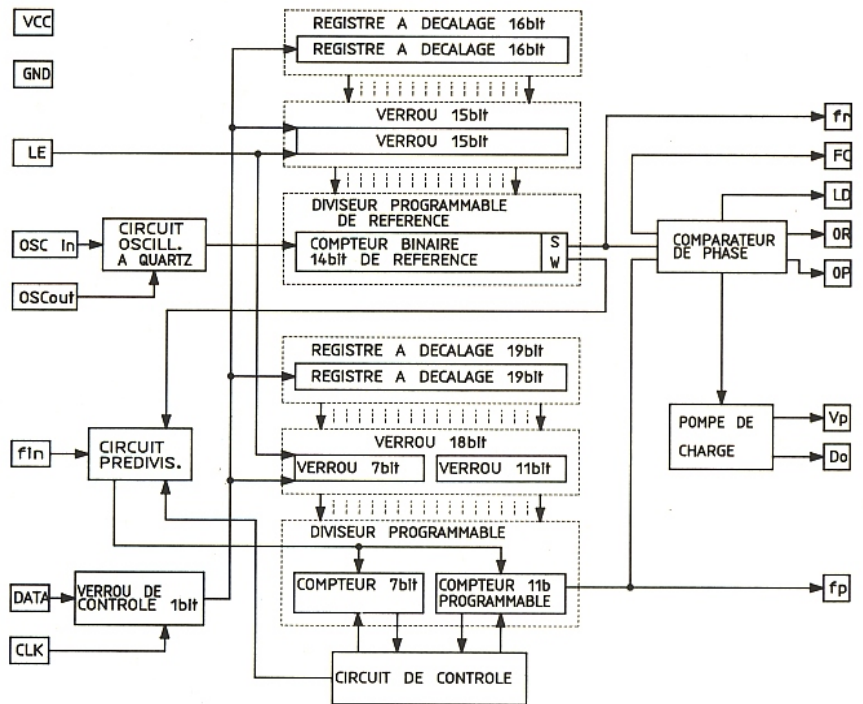 VCC
REGISTRE A DECALAGE 16bit
REGISTRE A DECALAGE 16bit
GND
VERROU 15bit
VERROU 15bit
fr
LE
FC
LD
DIVISEUR PROGRAMMABLE
DE REFERENCE
OSC in
CIRCUIT
OSCILL.
A QUARTZ
COMPTEUR BINAIRE
14bit DE REFERENCE
S
W
COMPARATEUR
DE PHASE
OR
OP
OSCout
REGISTRE A DECALAGE 19bit
REGISTRE A DECALAGE 19bit
POMPE DE
CHARGE
Vp
Do
fin
CIRCUIT
PREDIVIS.
VERROU 18bit
VERROU 7bit
VERROU 11bit
DIVISEUR PROGRAMMABLE
DATA
VERROU DE
CONTROLE 1bit
COMPTEUR 7bit
COMPTEUR 11b
PROGRAMMABLE
fp
CLK
CIRCUIT DE CONTROLE